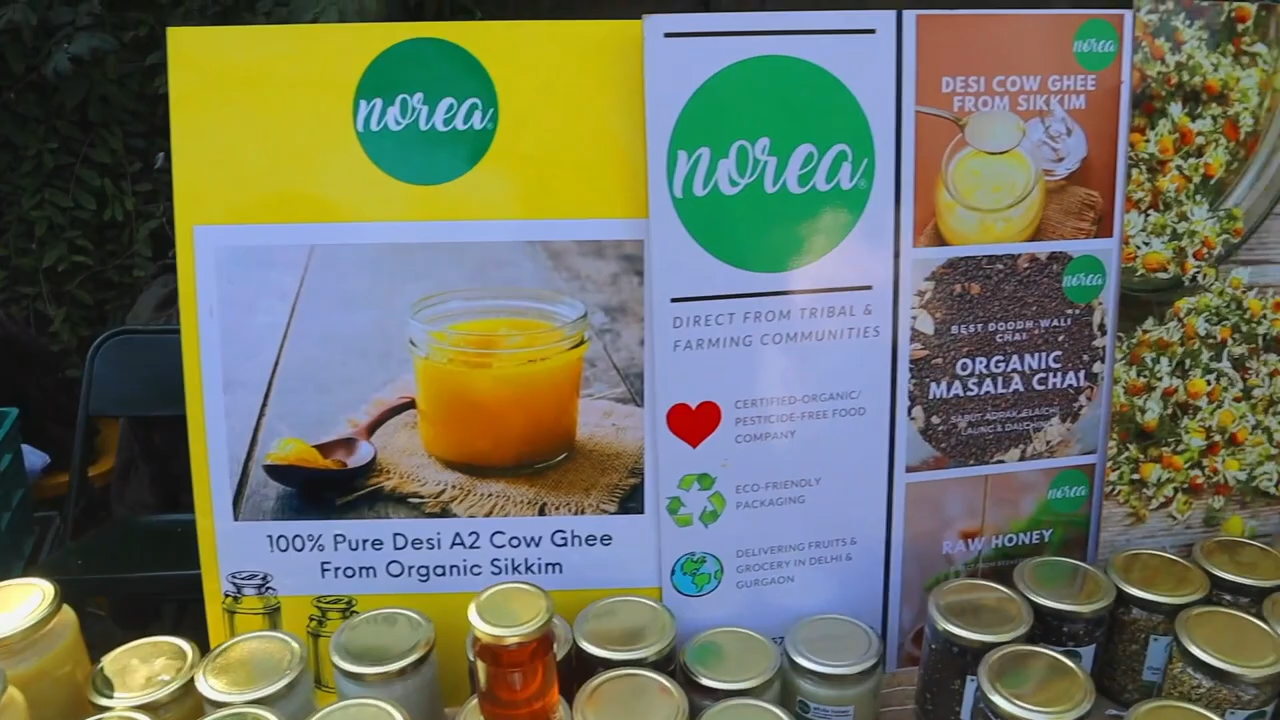 norea
100% Pure Desi A2 Cow Ghee
From Organic Sikkim
norea
DIRECT FROM TRIBAL &
FARMING COMMUNITIES
CERTIFIED-ORGANIC/
PESTICIDE-FREE FOOD
COMPANY
ECO-FRIENDLY
PACKAGING
DELIVERING FRUITS &
GROCERY IN DELHI &
GURGAON
norea
DESI COW GHEE
FROM SIKKIM
norea
BEST DOODH-WALI
CHAI
ORGANIC
MASALA CHAI
SABUT ADRAK, ELAICHI,
LAUNG & DALCHINI
norea
RAW HONEY